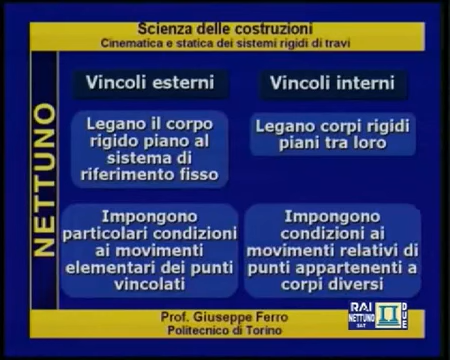 Scienza delle costruzioni
Cinematica e statica dei sistemi rigidi di travi
NETTUNO
Vincoli esterni
Vincoli interni
Legano il corpo
rigido piano al
sistema di
riferimento fisso
Legano corpi rigidi
piani tra loro
Impongono
particolari condizioni
ai movimenti
elementari dei punti
vincolati
Impongono
condizioni ai
movimenti relativi di
punti appartenenti a
corpi diversi
Prof. Giuseppe Ferro
Politecnico di Torino
RAI
NETTUNO
SAT
DUE